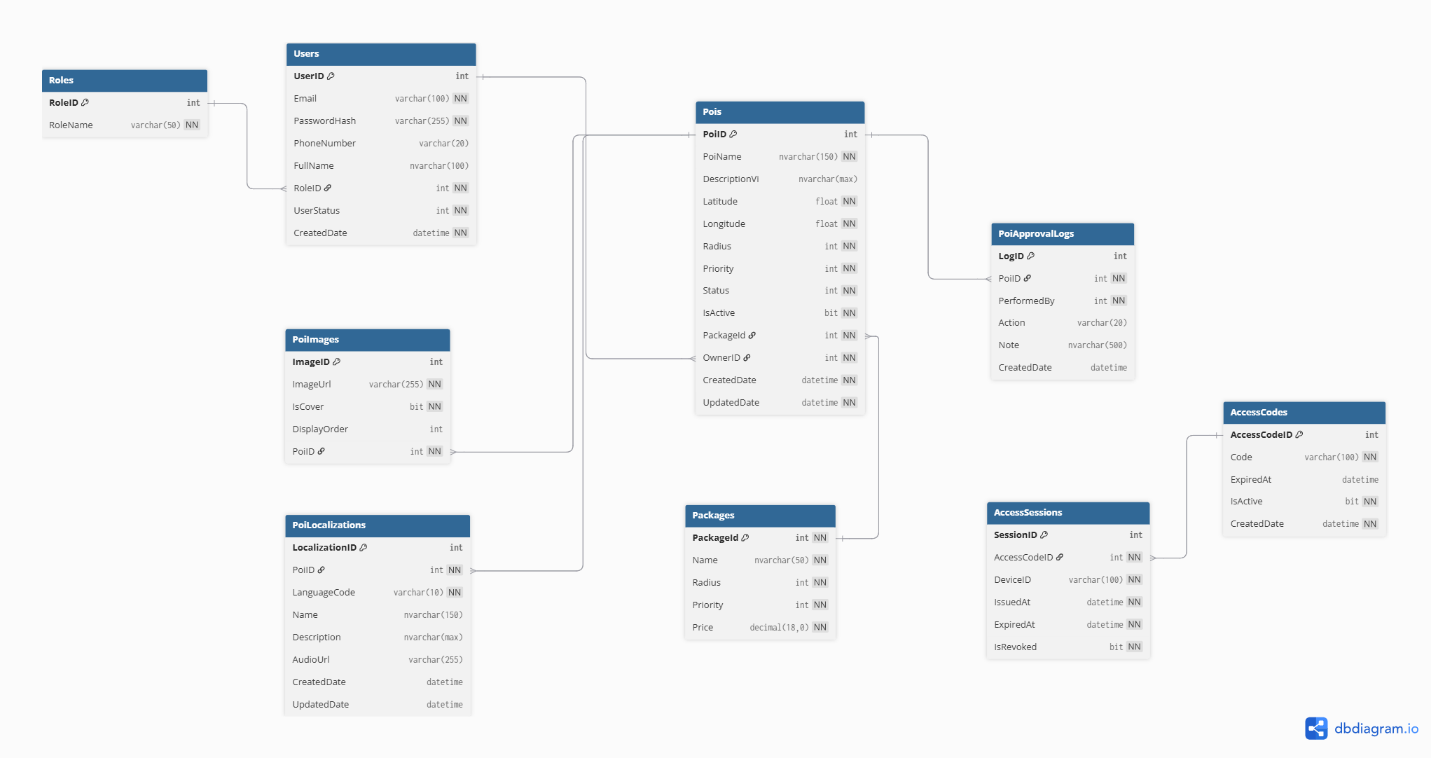 Roles
RoleID int
RoleName varchar(50) NN
Users
UserID int
Email varchar(100) NN
PasswordHash varchar(255) NN
PhoneNumber varchar(20)
FullName nvarchar(100)
RoleID int NN
UserStatus int NN
CreatedDate datetime NN
Pois
PoiID int
PoiName nvarchar(150) NN
DescriptionVi nvarchar(max)
Latitude float NN
Longitude float NN
Radius int NN
Priority int NN
Status int NN
IsActive bit NN
PackageId int NN
OwnerID int NN
CreatedDate datetime NN
UpdatedDate datetime NN
PoiApprovalLogs
LogID int
PoiID int NN
PerformedBy int NN
Action varchar(20)
Note nvarchar(500)
CreatedDate datetime
PoiImages
ImageID int
ImageUrl varchar(255) NN
IsCover bit NN
DisplayOrder int
PoiID int NN
PoiLocalizations
LocalizationID int
PoiID int NN
LanguageCode varchar(10) NN
Name nvarchar(150)
Description nvarchar(max)
AudioUrl varchar(255)
CreatedDate datetime
UpdatedDate datetime
Packages
PackageId int NN
Name nvarchar(50) NN
Radius int NN
Priority int NN
Price decimal(18,0) NN
AccessSessions
SessionID int
AccessCodeID int NN
DeviceID varchar(100) NN
IssuedAt datetime NN
ExpiredAt datetime NN
IsRevoked bit NN
AccessCodes
AccessCodeID int
Code varchar(100) NN
ExpiredAt datetime
IsActive bit NN
CreatedDate datetime NN
dbdiagram.io